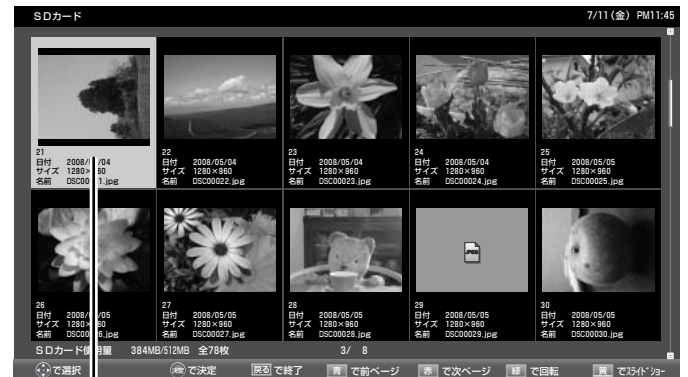 SDカード 7/11(金) PM11:45
21 22 23 24 25
日付 2008/05/04 日付 2008/05/04 日付 2008/05/04 日付 2008/05/04 日付 2008/05/05
サイズ 1280×960 サイズ 1280×960 サイズ 1280×960 サイズ 1280×960 サイズ 1280×960
名前 DSC00021.jpg 名前 DSC00022.jpg 名前 DSC00023.jpg 名前 DSC00024.jpg 名前 DSC00025.jpg
JPEG
26 27 28 29 30
日付 2008/05/05 日付 2008/05/05 日付 2008/05/05 日付 2008/05/05 日付 2008/05/05
サイズ 1280×960 サイズ 1280×960 サイズ 1280×960 サイズ 1280×960 サイズ 1280×960
名前 DSC00026.jpg 名前 DSC00027.jpg 名前 DSC00028.jpg 名前 DSC00029.jpg 名前 DSC00030.jpg
SDカード使用量 384MB/512MB 全78枚 3/ 8
で選択 決定 で決定 戻る で終了 青 で前ページ 赤 で次ページ 緑 で回転 黄 でスライドショー